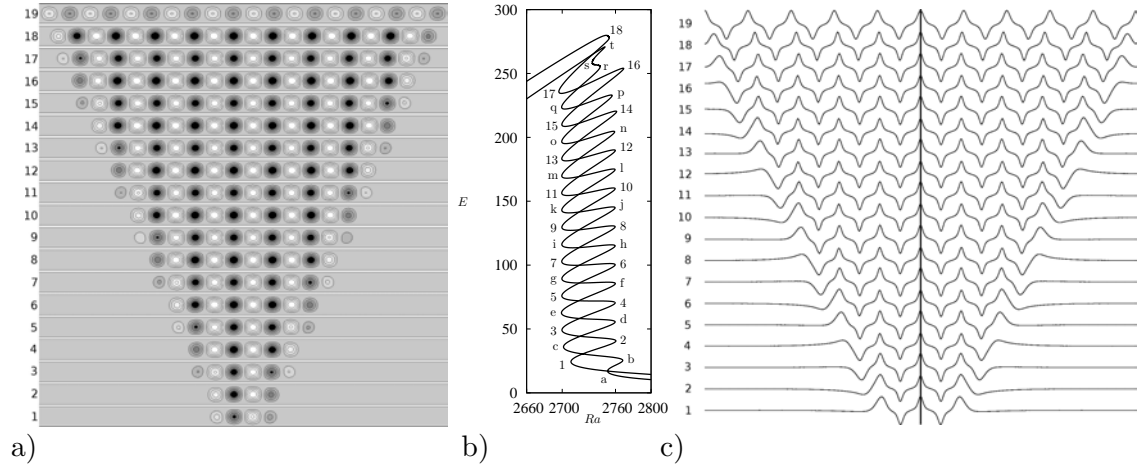 19
18
17
16
15
14
13
12
11
10
9
8
7
6
5
4
3
2
1
a)
300
250
200
150
100
50
0
E
2660 2700 2760 2800
Ra
18
t
s r 16
17 p
q 14
15 n
o 12
13 l
m 10
11 j
k 8
9 h
i 6
7 f
g 4
5 d
e 2
3 b
c
1 a
b)
19
18
17
16
15
14
13
12
11
10
9
8
7
6
5
4
3
2
1
c)